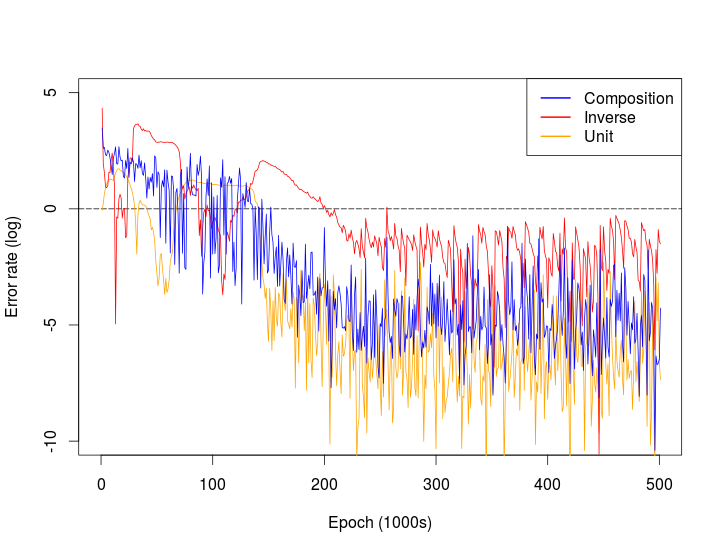 Composition
Inverse
Unit
5
0
-5
-10
Error rate (log)
0
100
200
300
400
500
Epoch (1000s)